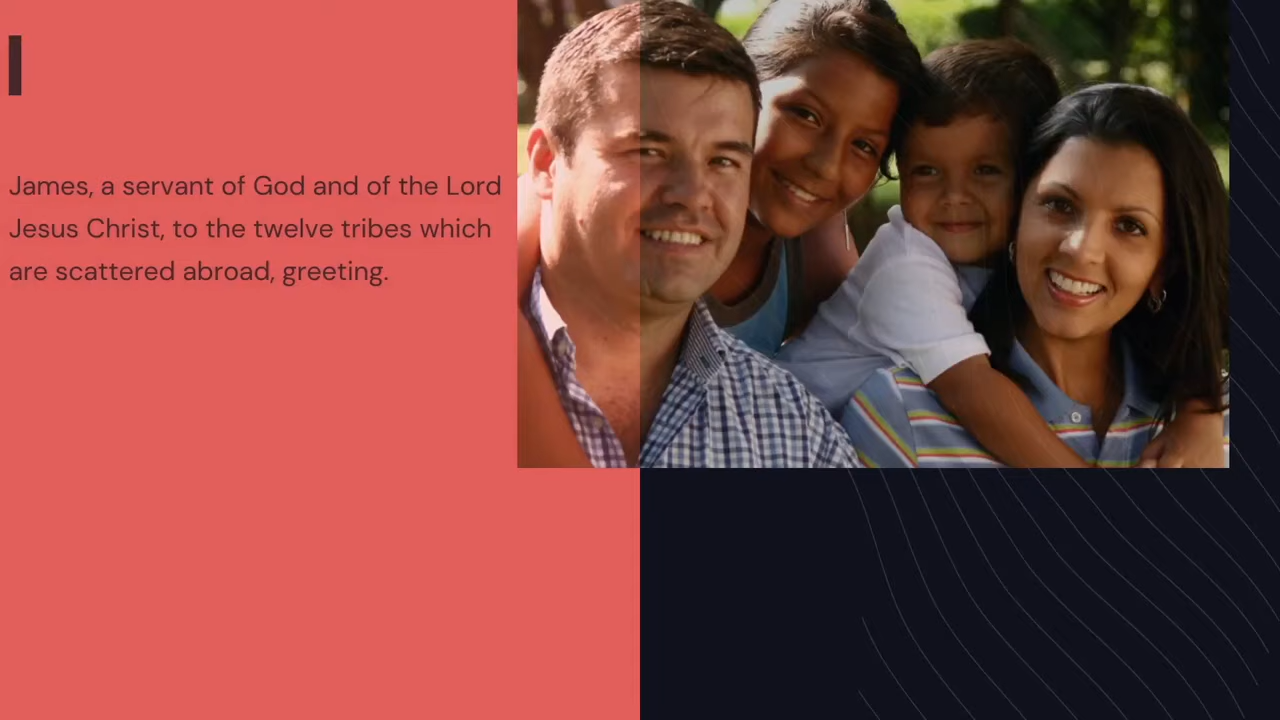 I
James, a servant of God and of the Lord
Jesus Christ, to the twelve tribes which
are scattered abroad, greeting.